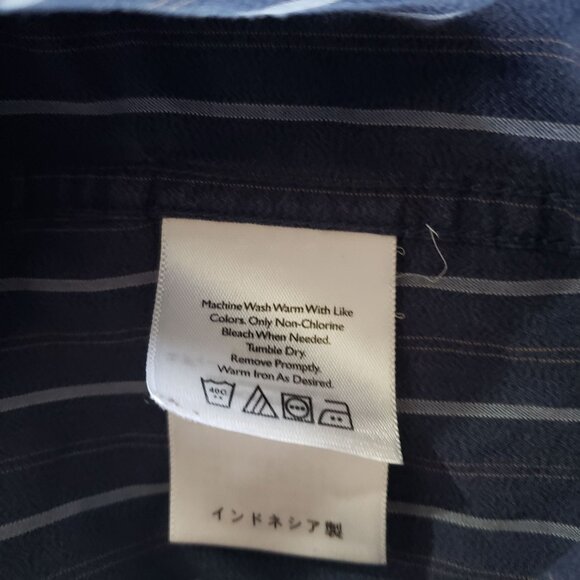 Machine Wash Warm With Like
Colors. Only Non-Chlorine
Bleach When Needed.
Tumble Dry.
Remove Promptly.
Warm Iron As Desired.
40C
インドネシア製